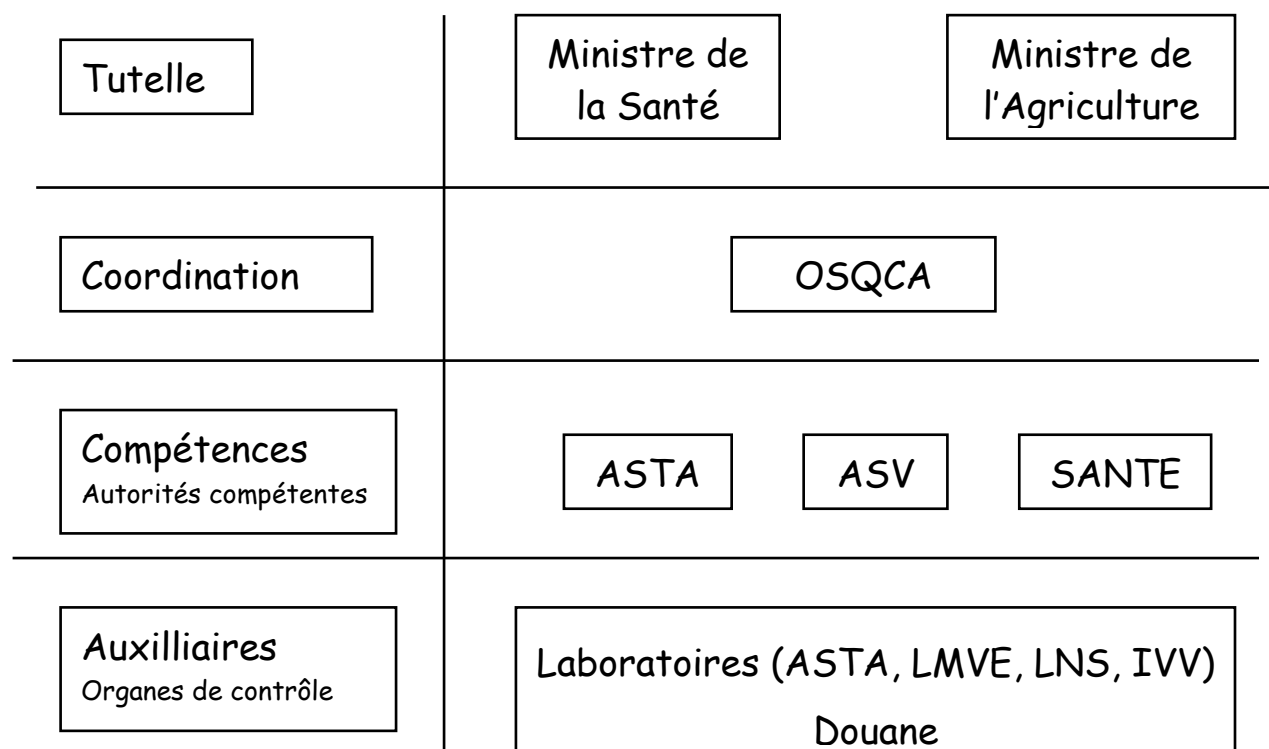 Tutelle
Ministre de
la Santé
Ministre de
l'Agriculture
Coordination
OSQCA
Compétences
Autorités compétentes
ASTA
ASV
SANTE
Auxilliaires
Organes de contrôle
Laboratoires (ASTA, LMVE, LNS, IVV)
Douane